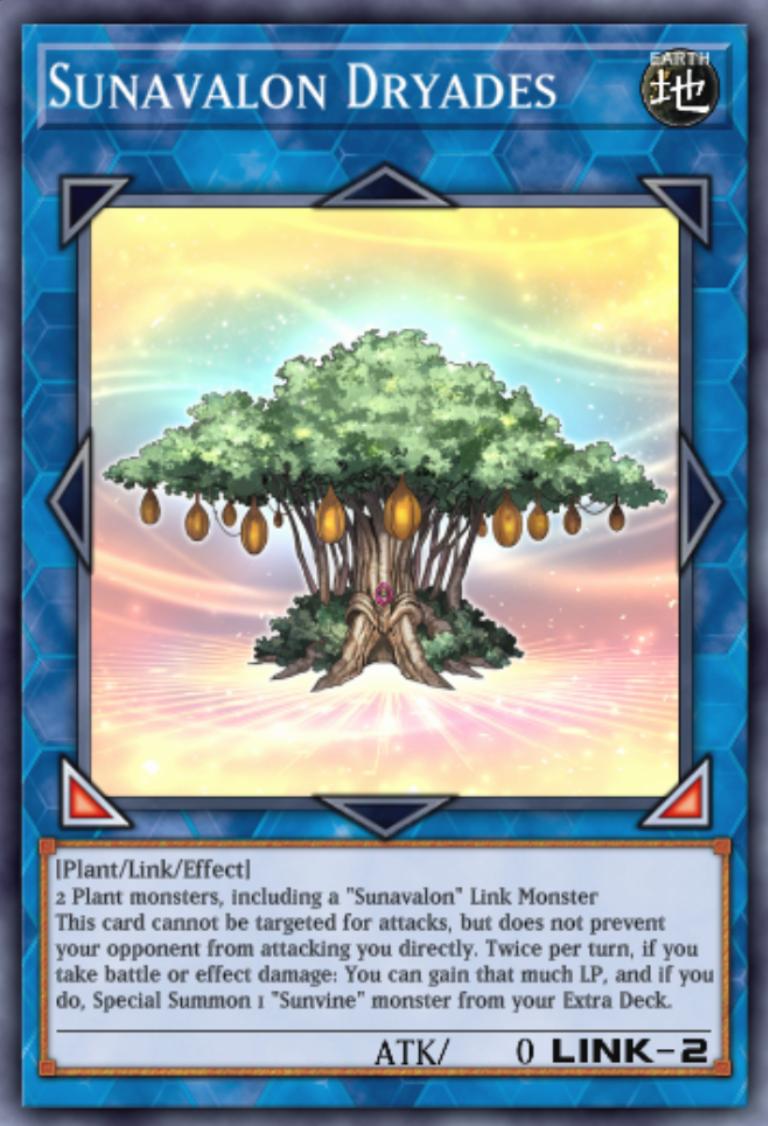 SUNAVALON DRYADES
EARTH
地
[Plant/Link/Effect]
2 Plant monsters, including a "Sunavalon" Link Monster
This card cannot be targeted for attacks, but does not prevent
your opponent from attacking you directly. Twice per turn, if you
take battle or effect damage: You can gain that much LP, and if you
do, Special Summon 1 "Sunvine" monster from your Extra Deck.
ATK/ 0 LINK-2